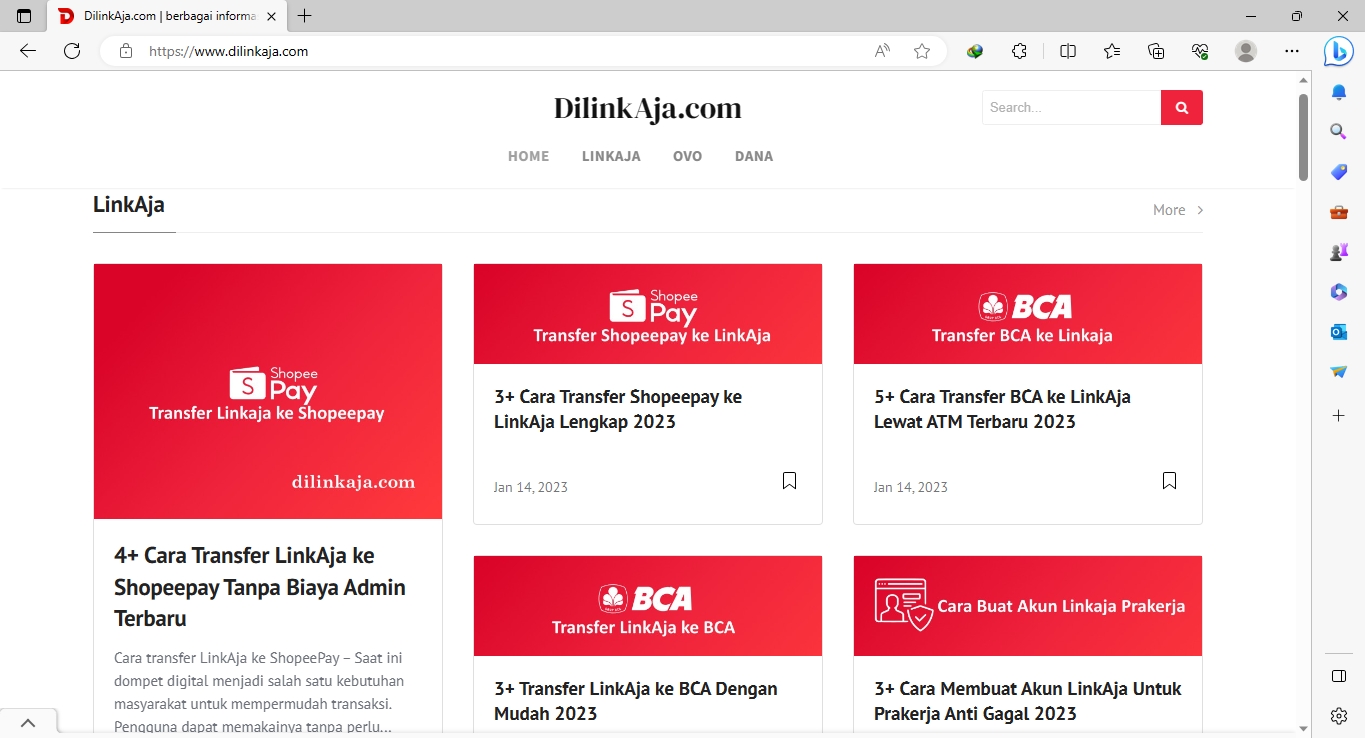 DilinkAja.com | berbagai informa
https://www.dilinkaja.com
DilinkAja.com
Search...
HOME LINKAJA OVO DANA
LinkAja
More
Shopee
Pay
Transfer Linkaja ke Shopeepay
dilinkaja.com
4+ Cara Transfer LinkAja ke
Shopeepay Tanpa Biaya Admin
Terbaru
Cara transfer LinkAja ke ShopeePay – Saat ini
dompet digital menjadi salah satu kebutuhan
masyarakat untuk mempermudah transaksi.
Pengguna dapat memakainya tanpa perlu...
Shopee
Pay
Transfer Shopeepay ke LinkAja
3+ Cara Transfer Shopeepay ke
LinkAja Lengkap 2023
Jan 14, 2023
BCA
Transfer BCA ke Linkaja
5+ Cara Transfer BCA ke LinkAja
Lewat ATM Terbaru 2023
Jan 14, 2023
BCA
Transfer LinkAja ke BCA
3+ Transfer LinkAja ke BCA Dengan
Mudah 2023
Cara Buat Akun Linkaja Prakerja
3+ Cara Membuat Akun LinkAja Untuk
Prakerja Anti Gagal 2023